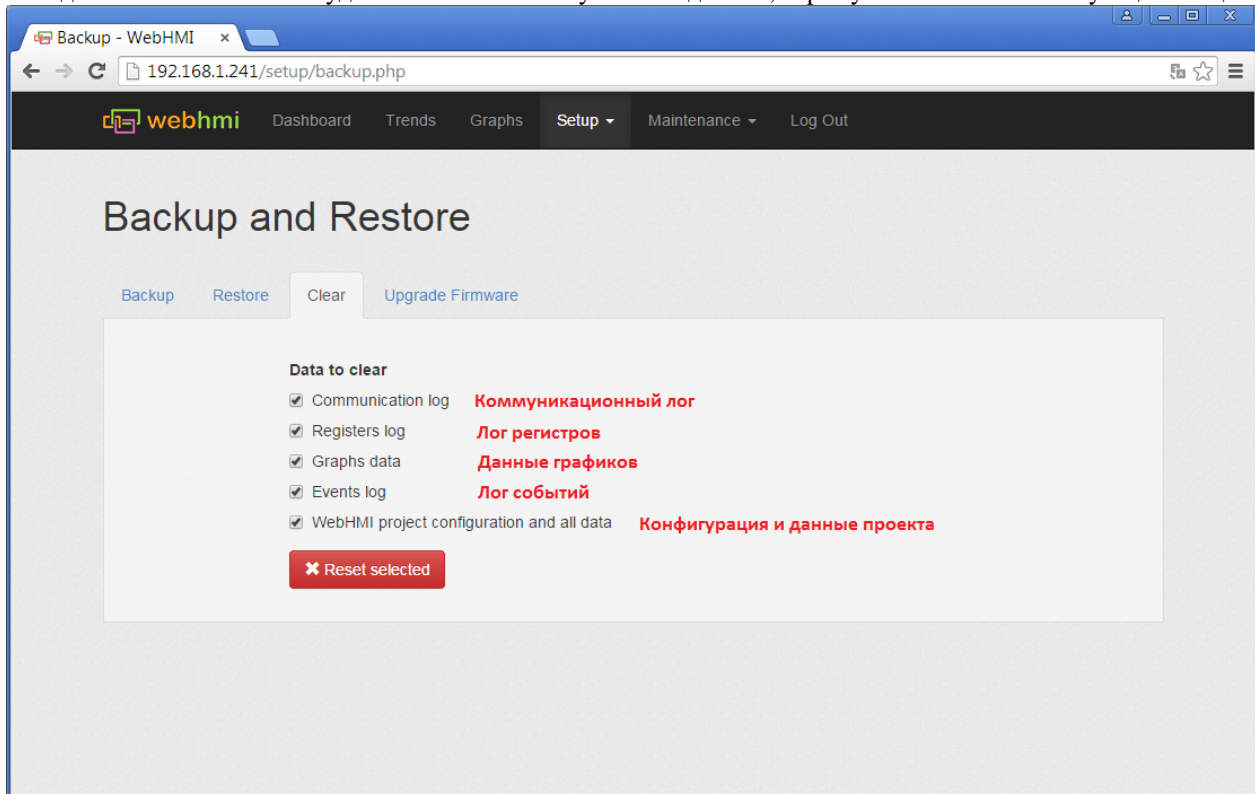 Backup - WebHMI
192.168.1.241/setup/backup.php
webhmi Dashboard Trends Graphs Setup Maintenance Log Out
Backup and Restore
Backup Restore Clear Upgrade Firmware
Data to clear
Communication log Коммуникационный лог
Registers log Лог регистров
Graphs data Данные графиков
Events log Лог событий
WebHMI project configuration and all data Конфигурация и данные проекта
Reset selected